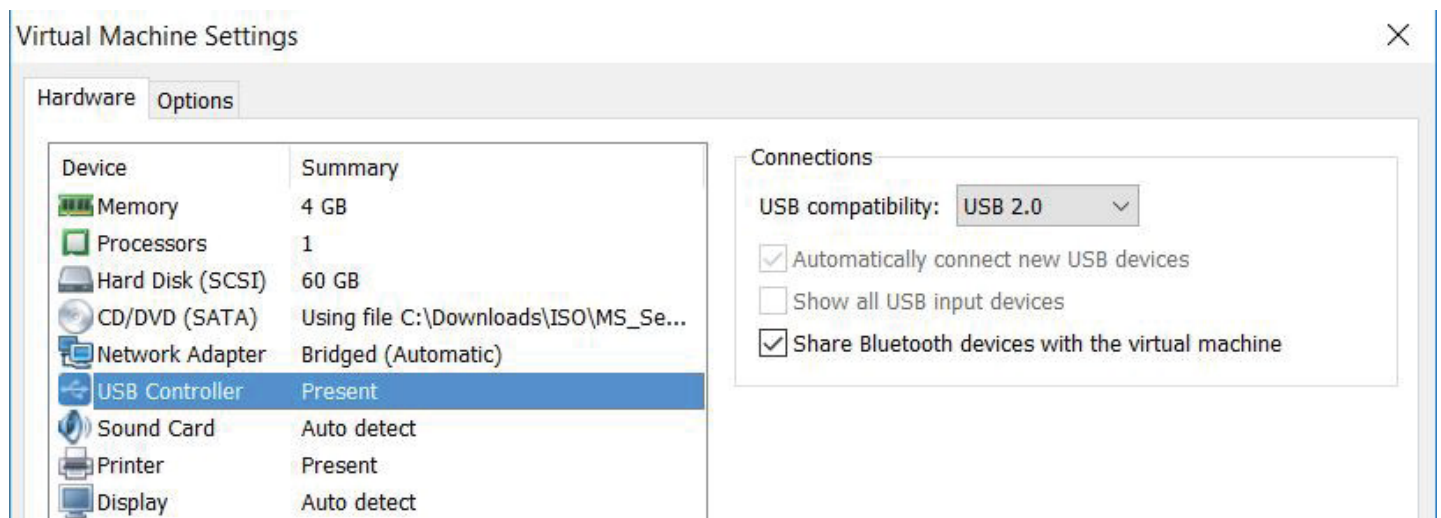 Virtual Machine Settings
Hardware Options
Device Summary
Memory 4 GB
Processors 1
Hard Disk (SCSI) 60 GB
CD/DVD (SATA) Using file C:\Downloads\ISO\MS_Se...
Network Adapter Bridged (Automatic)
USB Controller Present
Sound Card Auto detect
Printer Present
Display Auto detect
Connections
USB compatibility: USB 2.0
Automatically connect new USB devices
Show all USB input devices
Share Bluetooth devices with the virtual machine